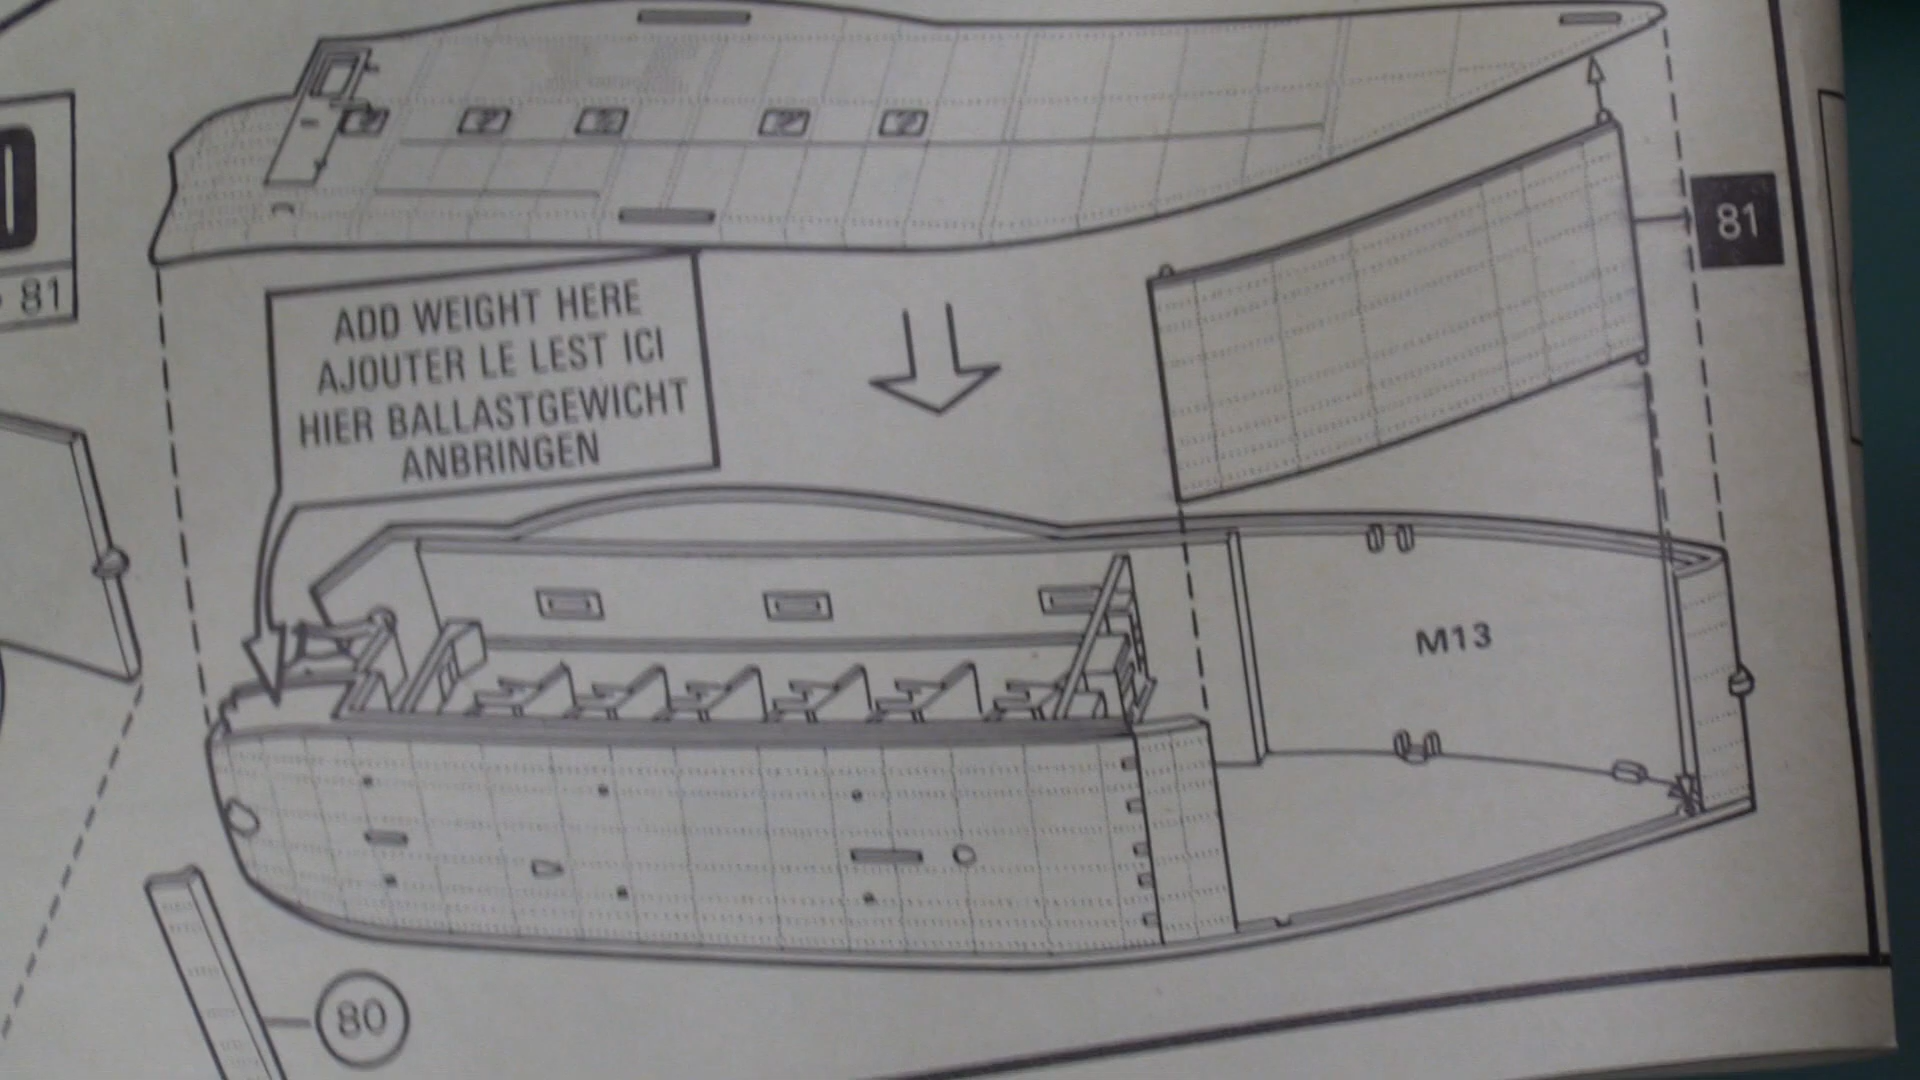 81
81
ADD WEIGHT HERE
AJOUTER LE LEST ICI
HIER BALLASTGEWICHT
ANBRINGEN
M13
80